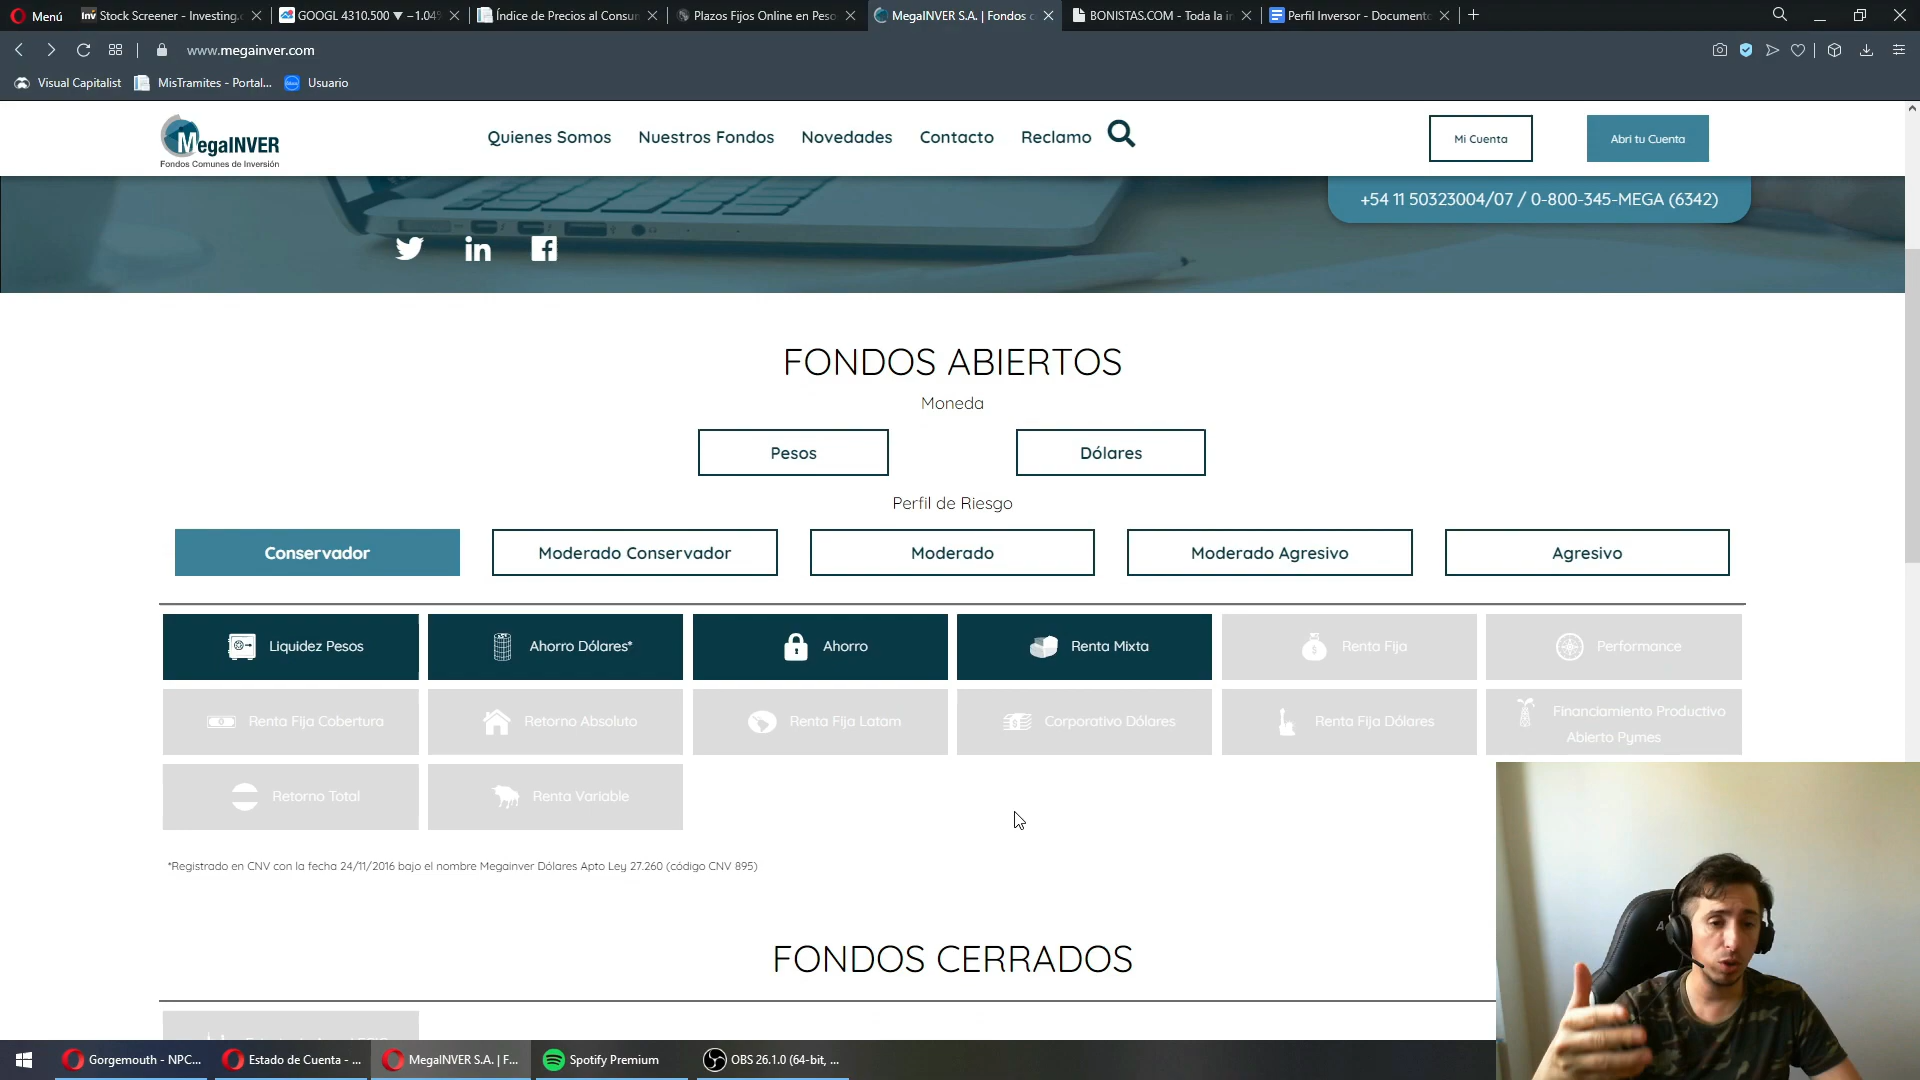 Menú
Stock Screener - Investing.
GOOGL 4310.500 ▼ −1.04%
Índice de Precios al Consum
Plazos Fijos Online en Peso
MegaINVER S.A. | Fondos c
BONISTAS.COM - Toda la in
Perfil Inversor - Documento
www.megainver.com
Visual Capitalist
MisTramites - Portal...
Usuario
MegaINVER
Fondos Comunes de Inversión
Quienes Somos
Nuestros Fondos
Novedades
Contacto
Reclamo
Mi Cuenta
Abri tu Cuenta
+54 11 50323004/07 / 0-800-345-MEGA (6342)
FONDOS ABIERTOS
Moneda
Pesos
Dólares
Perfil de Riesgo
Conservador
Moderado Conservador
Moderado
Moderado Agresivo
Agresivo
Liquidez Pesos
Ahorro Dólares*
Ahorro
Renta Mixta
Renta Fija
Performance
Renta Fija Cobertura
Retorno Absoluto
Renta Fija Latam
Corporativo Dólares
Renta Fija Dólares
Financiamiento Productivo
Abierto Pymes
Retorno Total
Renta Variable
*Registrado en CNV con la fecha 24/11/2016 bajo el nombre Megainver Dólares Apto Ley 27.260 (código CNV 895)
FONDOS CERRADOS
Gorgemouth - NPC...
Estado de Cuenta - ...
MegaINVER S.A. | F...
Spotify Premium
OBS 26.1.0 (64-bit, ...